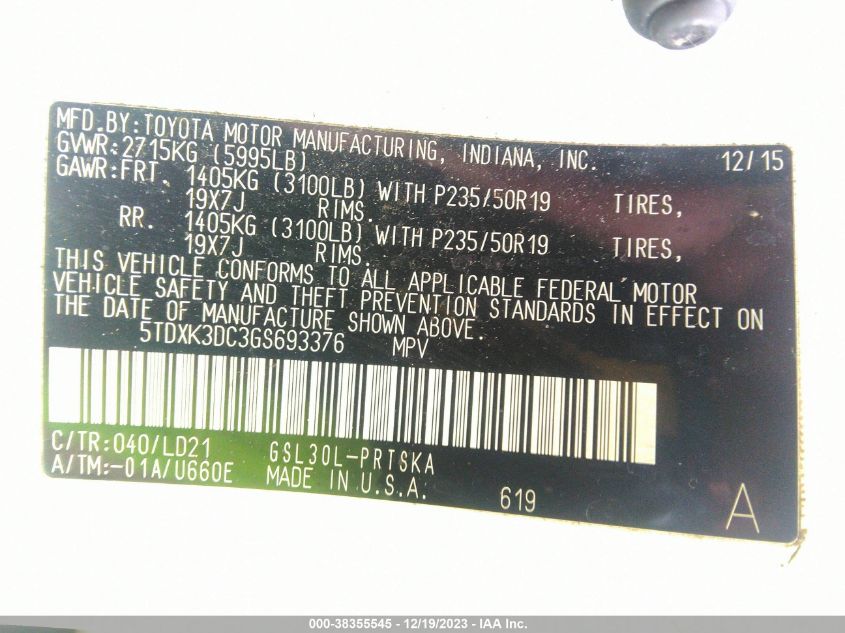 MFD.BY:TOYOTA MOTOR MANUFACTURING, INDIANA, INC. 12/15
GVWR:2715KG (5995LB)
GAWR:FRT. 1405KG (3100LB) WITH P235/50R19 TIRES,
19X7J RIMS.
RR. 1405KG (3100LB) WITH P235/50R19 TIRES,
19X7J RIMS.
THIS VEHICLE CONFORMS TO ALL APPLICABLE FEDERAL MOTOR
VEHICLE SAFETY AND THEFT PREVENTION STANDARDS IN EFFECT ON
THE DATE OF MANUFACTURE SHOWN ABOVE.
5TDXK3DC3GS693376 MPV
C/TR:040/LD21 GSL30L-PRTSKA
A/TM:-01A/U660E MADE IN U.S.A. 619 A
000-38355545 - 12/19/2023 - IAA Inc.